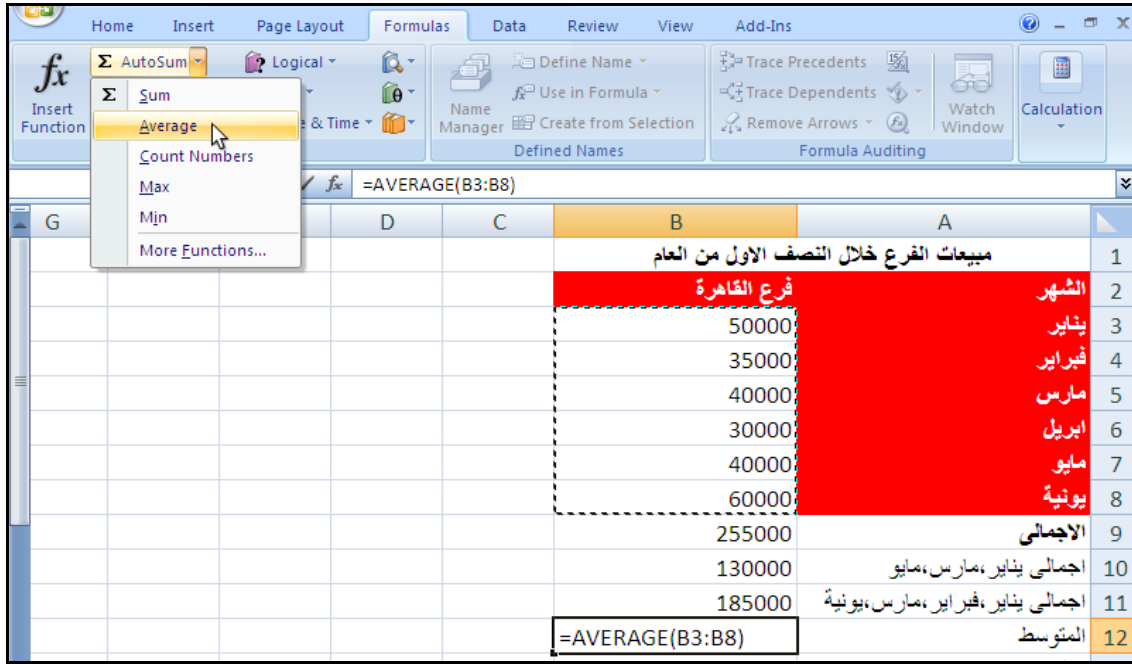 Home Insert Page Layout Formulas Data Review View Add-Ins
fx Insert Function
Σ AutoSum
Logical
& Time
Name Manager
Define Name
Use in Formula
Create from Selection
Defined Names
Trace Precedents
Trace Dependents
Remove Arrows
Watch Window
Formula Auditing
Calculation
Σ Sum
Average
Count Numbers
Max
Min
More Functions...
fx =AVERAGE(B3:B8)
G D C B A
1 مبيعات الفرع خلال النصف الاول من العام
2 الشهر فرع القاهرة
3 يناير 50000
4 فبراير 35000
5 مارس 40000
6 ابريل 30000
7 مايو 40000
8 يونية 60000
9 الاجمالى 255000
10 اجمالى يناير،مارس،مايو 130000
11 اجمالى يناير،فبراير،مارس،يونية 185000
12 المتوسط =AVERAGE(B3:B8)